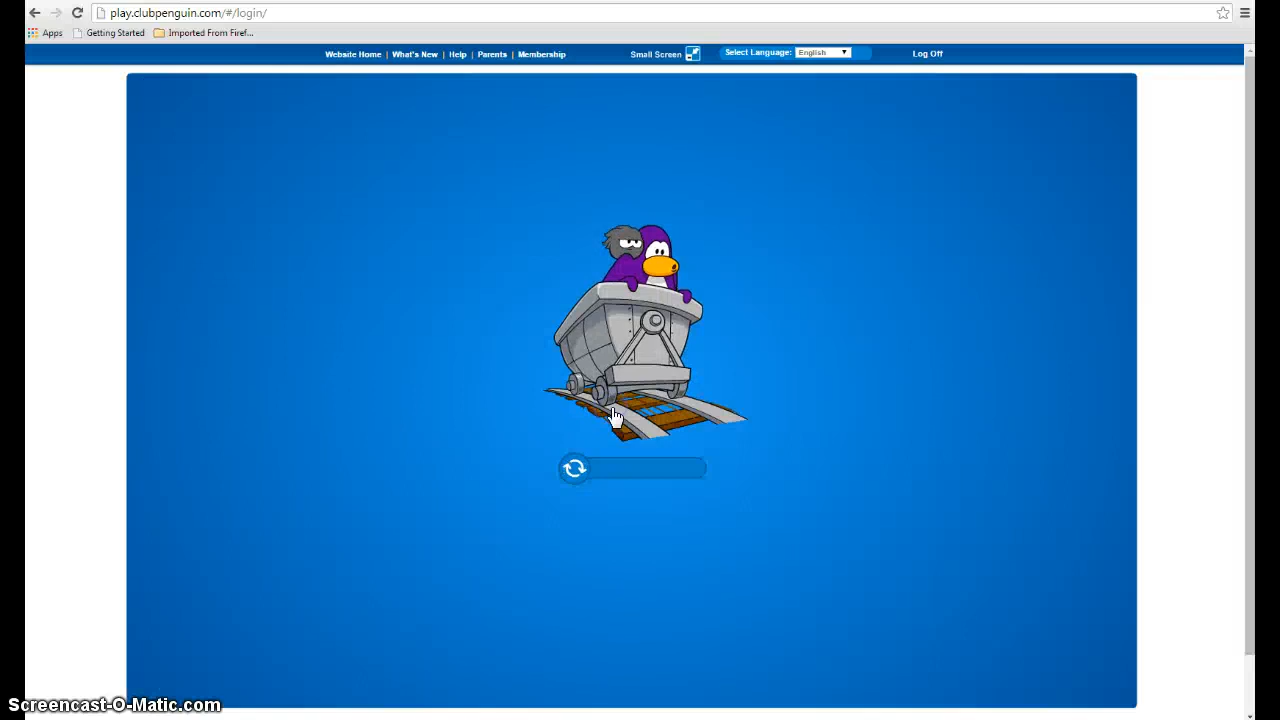 play.clubpenguin.com/#/login/
Apps Getting Started Imported From Firef...
Website Home | What's New | Help | Parents | Membership Small Screen Select Language: English Log Off
Screencast-O-Matic.com